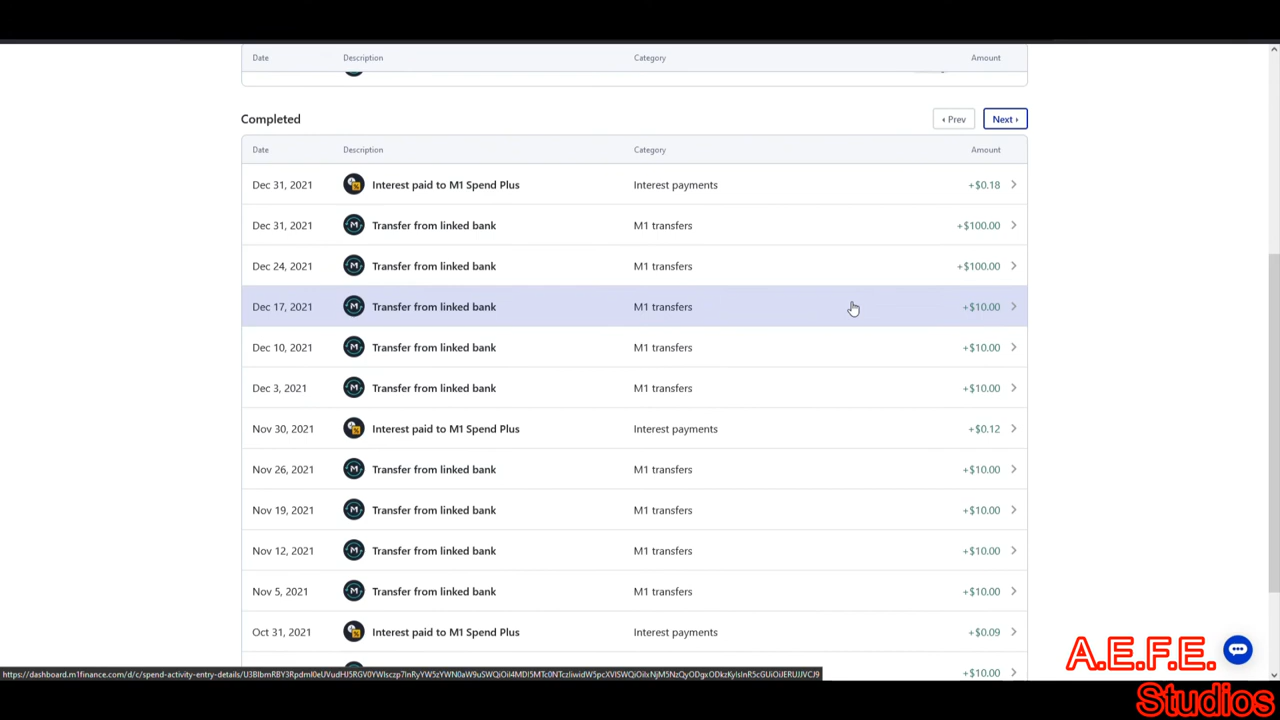 Date Description Category Amount
Completed ‹ Prev Next ›
Date Description Category Amount
Dec 31, 2021 Interest paid to M1 Spend Plus Interest payments +$0.18
Dec 31, 2021 Transfer from linked bank M1 transfers +$100.00
Dec 24, 2021 Transfer from linked bank M1 transfers +$100.00
Dec 17, 2021 Transfer from linked bank M1 transfers +$10.00
Dec 10, 2021 Transfer from linked bank M1 transfers +$10.00
Dec 3, 2021 Transfer from linked bank M1 transfers +$10.00
Nov 30, 2021 Interest paid to M1 Spend Plus Interest payments +$0.12
Nov 26, 2021 Transfer from linked bank M1 transfers +$10.00
Nov 19, 2021 Transfer from linked bank M1 transfers +$10.00
Nov 12, 2021 Transfer from linked bank M1 transfers +$10.00
Nov 5, 2021 Transfer from linked bank M1 transfers +$10.00
Oct 31, 2021 Interest paid to M1 Spend Plus Interest payments +$0.09
+$10.00
A.E.F.E.
Studios